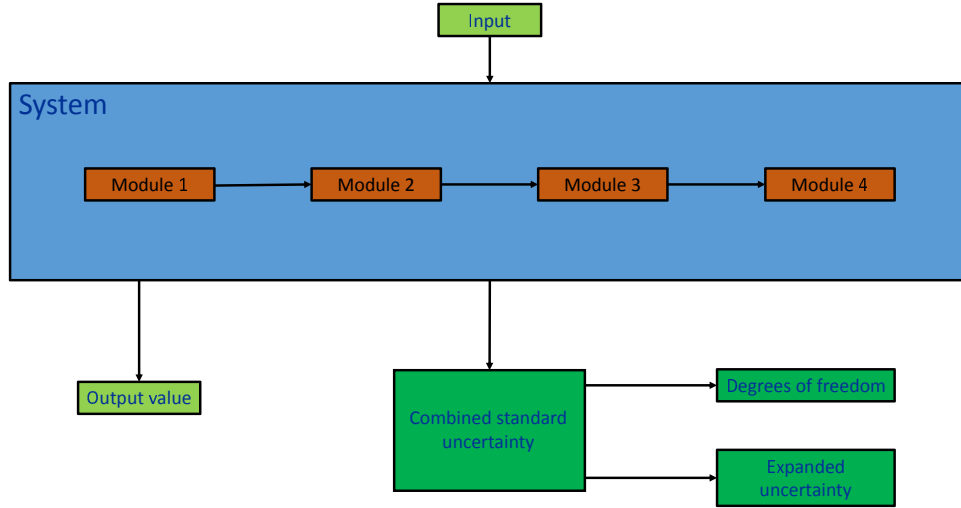 Input
System
Module 1
Module 2
Module 3
Module 4
Output value
Combined standard
uncertainty
Degrees of freedom
Expanded
uncertainty